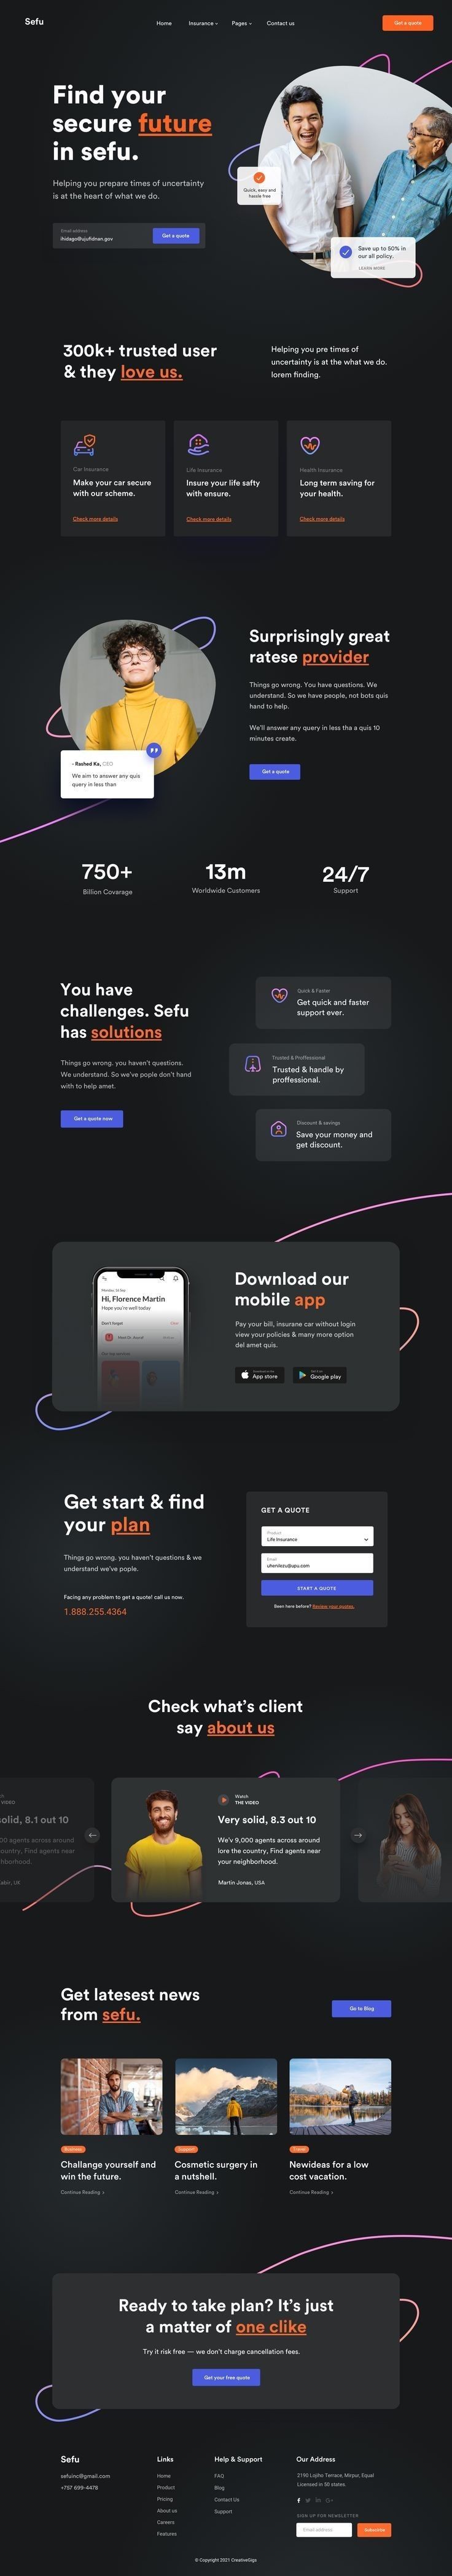 Sefu
Home
Insurance
Pages
Contact us
Get a quote
Find your
secure future
in sefu.
Helping you prepare times of uncertainty
is at the heart of what we do.
Email address
ihidago@ujufidnan.gov
Get a quote
Quick, easy and
hassle free
Save up to 50% in
our all policy.
LEARN MORE
300k+ trusted user
& they love us.
Helping you pre times of
uncertainty is at the what we do.
lorem finding.
Car Insurance
Make your car secure
with our scheme.
Check more details
Life Insurance
Insure your life safty
with ensure.
Check more details
Health Insurance
Long term saving for
your health.
Check more details
Surprisingly great
ratese provider
Things go wrong. You have questions. We
understand. So we have people, not bots quis
hand to help.
We'll answer any query in less tha a quis 10
minutes create.
Get a quote
- Rashed Ka, CEO
We aim to answer any quis
query in less than
750+
Billion Covarage
13m
Worldwide Customers
24/7
Support
You have
challenges. Sefu
has solutions
Things go wrong. you haven't questions.
We understand. So we've pople don't hand
with to help amet.
Get a quote now
Quick & Faster
Get quick and faster
support ever.
Trusted & Proffessional
Trusted & handle by
proffessional.
Discount & savings
Save your money and
get discount.
Hi, Florence Martin
Hope you're well today
Don't forget
Download our
mobile app
Pay your bill, insurane car without login
view your policies & many more option
del amet quis.
App store
Google play
Get start & find
your plan
Things go wrong. you haven't questions & we
understand we've pople.
Facing any problem to get a quote! call us now.
1.888.255.4364
GET A QUOTE
Product
Life Insurance
Email
uheniiezu@upu.com
START A QUOTE
Been here before? Review your quotes.
Check what's client
say about us
VIDEO
olid, 8.1 out 10
00 agents across around
country, Find agents near
hborhood.
abir, UK
Watch
THE VIDEO
Very solid, 8.3 out 10
We'v 9,000 agents across around
lore the country, Find agents near
your neighborhood.
Martin Jonas, USA
Get latesest news
from sefu.
Go to Blog
Business
Challange yourself and
win the future.
Continue Reading
Support
Cosmetic surgery in
a nutshell.
Continue Reading
Travel
Newideas for a low
cost vacation.
Continue Reading
Ready to take plan? It's just
a matter of one clike
Try it risk free — we don't charge cancellation fees.
Get your free quote
Sefu
sefuinc@gmail.com
+757 699-4478
Links
Home
Product
Pricing
About us
Careers
Features
Help & Support
FAQ
Blog
Contact Us
Support
Our Address
2190 Lojiho Terrace, Mirpur, Equal
Licensed in 50 states.
SIGN UP FOR NEWSLETTER
Email address
Subscribe
© Copyright 2021 CreativeGigs